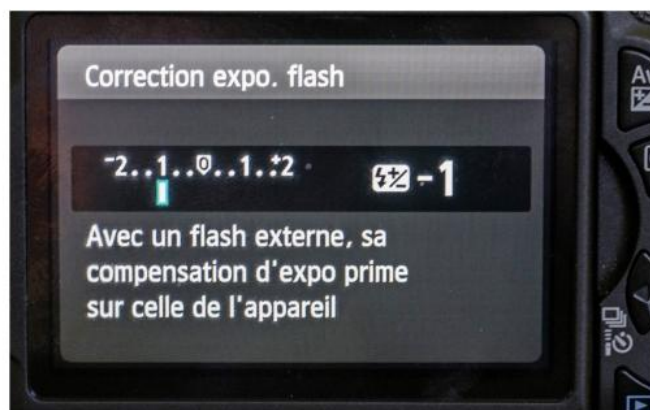 Correction expo. flash
-2..1..0..1..+2
-1
Avec un flash externe, sa
compensation d'expo prime
sur celle de l'appareil
Av